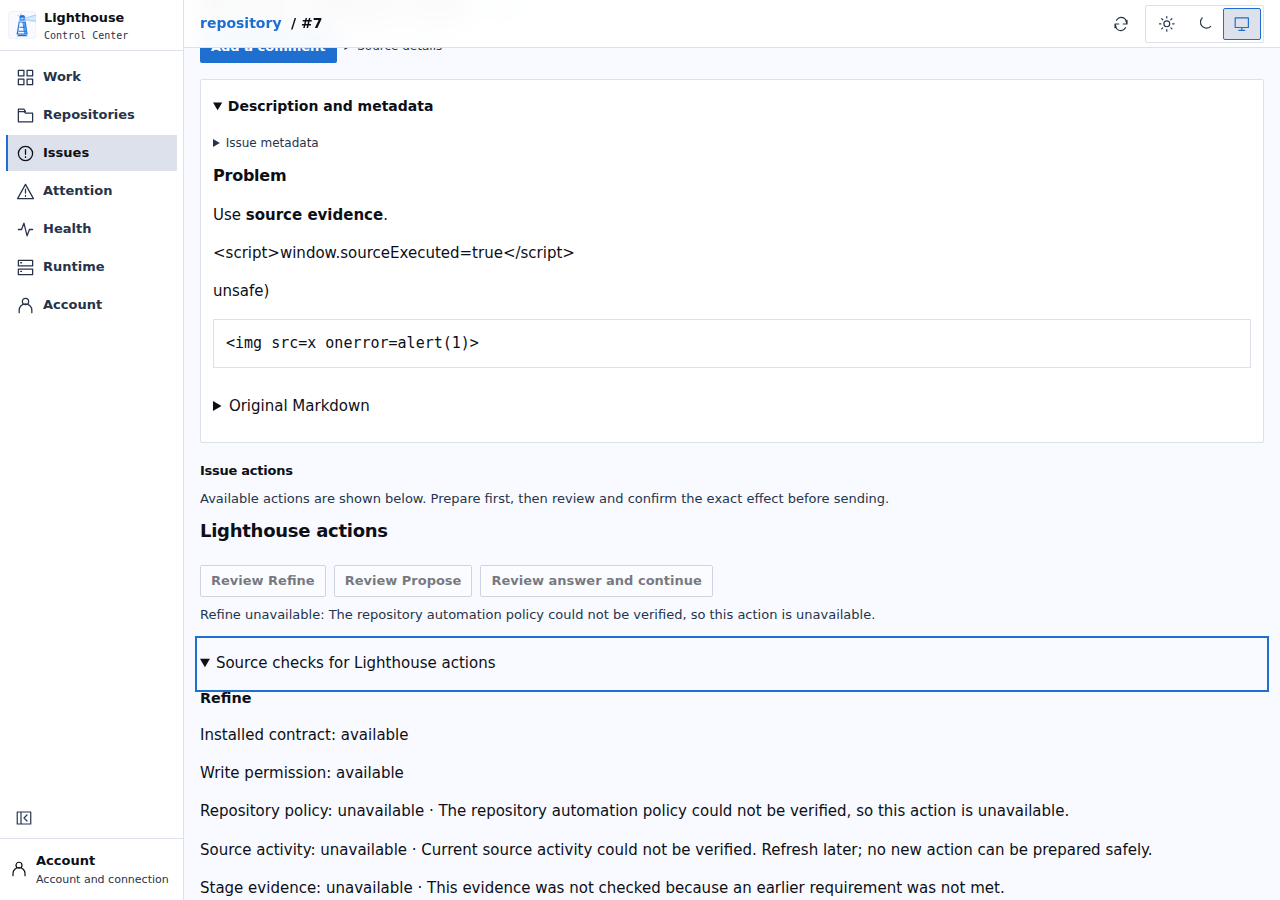 Lighthouse
Control Center
Work
Repositories
Issues
Attention
Health
Runtime
Account
Account
Account and connection
repository / #7
Add a comment
Source details
Description and metadata
Issue metadata
Problem
Use source evidence.
<script>window.sourceExecuted=true</script>
unsafe)
<img src=x onerror=alert(1)>
Original Markdown
Issue actions
Available actions are shown below. Prepare first, then review and confirm the exact effect before sending.
Lighthouse actions
Review Refine Review Propose Review answer and continue
Refine unavailable: The repository automation policy could not be verified, so this action is unavailable.
Source checks for Lighthouse actions
Refine
Installed contract: available
Write permission: available
Repository policy: unavailable · The repository automation policy could not be verified, so this action is unavailable.
Source activity: unavailable · Current source activity could not be verified. Refresh later; no new action can be prepared safely.
Stage evidence: unavailable · This evidence was not checked because an earlier requirement was not met.